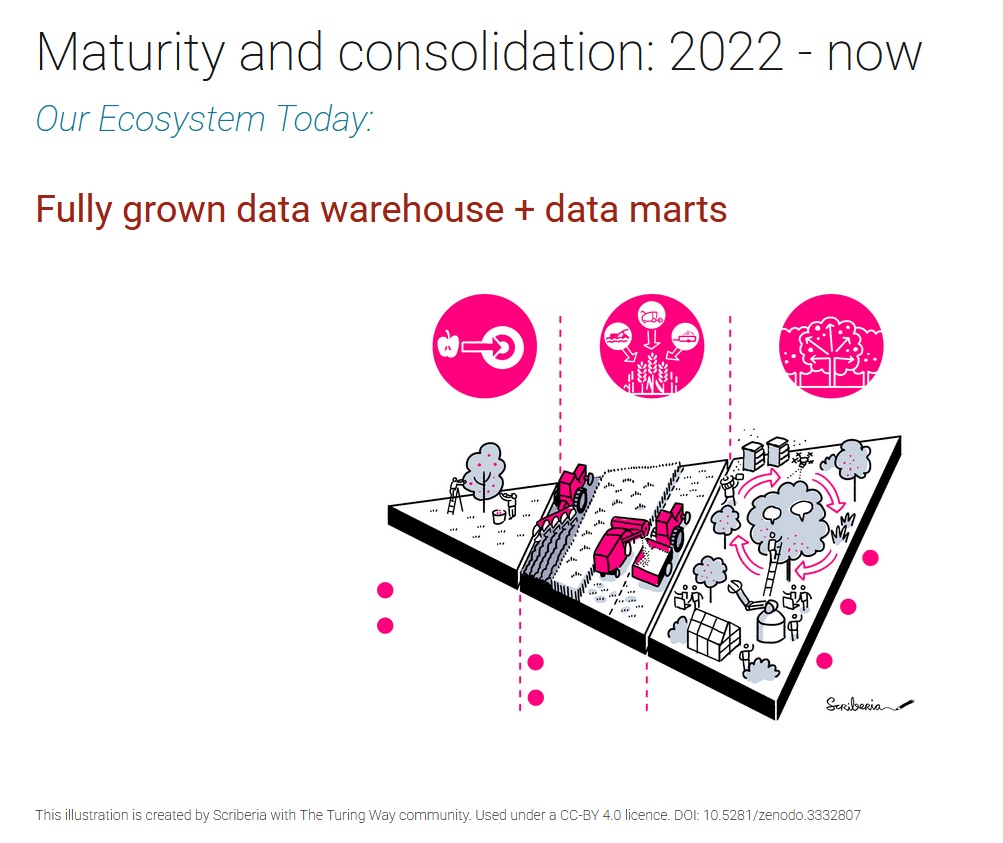 Maturity and consolidation: 2022 - now
Our Ecosystem Today:
Fully grown data warehouse + data marts
Scriberia
This illustration is created by Scriberia with The Turing Way community. Used under a CC-BY 4.0 licence. DOI: 10.5281/zenodo.3332807